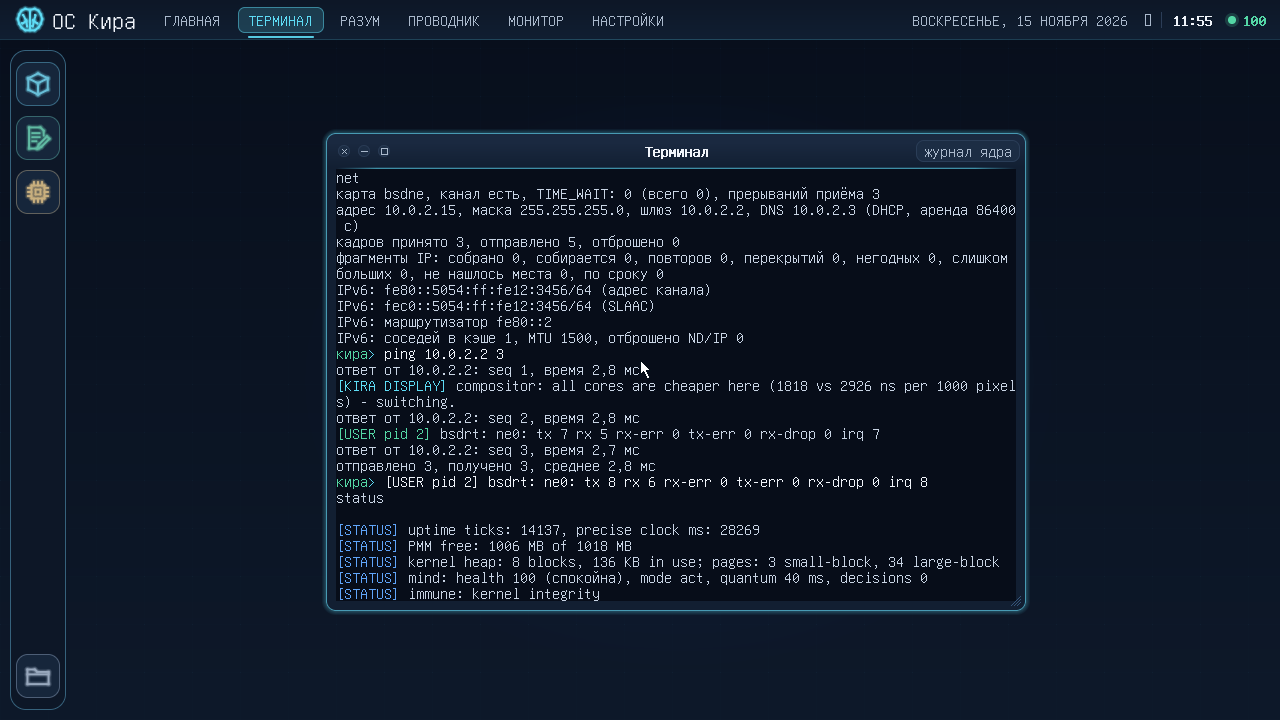 ОС Кира
ГЛАВНАЯ
ТЕРМИНАЛ
РАЗУМ
ПРОВОДНИК
МОНИТОР
НАСТРОЙКИ
ВОСКРЕСЕНЬЕ, 15 НОЯБРЯ 2026
11:55
100
Терминал
журнал ядра
net
карта bsdne, канал есть, TIME_WAIT: 0 (всего 0), прерываний приёма 3
адрес 10.0.2.15, маска 255.255.255.0, шлюз 10.0.2.2, DNS 10.0.2.3 (DHCP, аренда 86400
с)
кадров принято 3, отправлено 5, отброшено 0
фрагменты IP: собрано 0, собирается 0, повторов 0, перекрытий 0, негодных 0, слишком
больших 0, не нашлось места 0, по сроку 0
IPv6: fe80::5054:ff:fe12:3456/64 (адрес канала)
IPv6: fec0::5054:ff:fe12:3456/64 (SLAAC)
IPv6: маршрутизатор fe80::2
IPv6: соседей в кэше 1, MTU 1500, отброшено ND/IP 0
кира> ping 10.0.2.2 3
ответ от 10.0.2.2: seq 1, время 2,8 мс
[KIRA DISPLAY] compositor: all cores are cheaper here (1818 vs 2926 ns per 1000 pixel
s) - switching.
ответ от 10.0.2.2: seq 2, время 2,8 мс
[USER pid 2] bsdrt: ne0: tx 7 rx 5 rx-err 0 tx-err 0 rx-drop 0 irq 7
ответ от 10.0.2.2: seq 3, время 2,7 мс
отправлено 3, получено 3, среднее 2,8 мс
кира> [USER pid 2] bsdrt: ne0: tx 8 rx 6 rx-err 0 tx-err 0 rx-drop 0 irq 8
status
[STATUS] uptime ticks: 14137, precise clock ms: 28269
[STATUS] PMM free: 1006 MB of 1018 MB
[STATUS] kernel heap: 8 blocks, 136 KB in use; pages: 3 small-block, 34 large-block
[STATUS] mind: health 100 (спокойна), mode act, quantum 40 ms, decisions 0
[STATUS] immune: kernel integrity